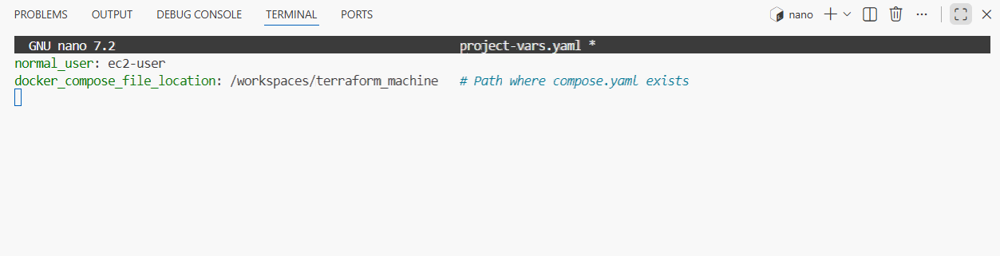 PROBLEMS OUTPUT DEBUG CONSOLE TERMINAL PORTS nano
GNU nano 7.2 project-vars.yaml *
normal_user: ec2-user
docker_compose_file_location: /workspaces/terraform_machine # Path where compose.yaml exists